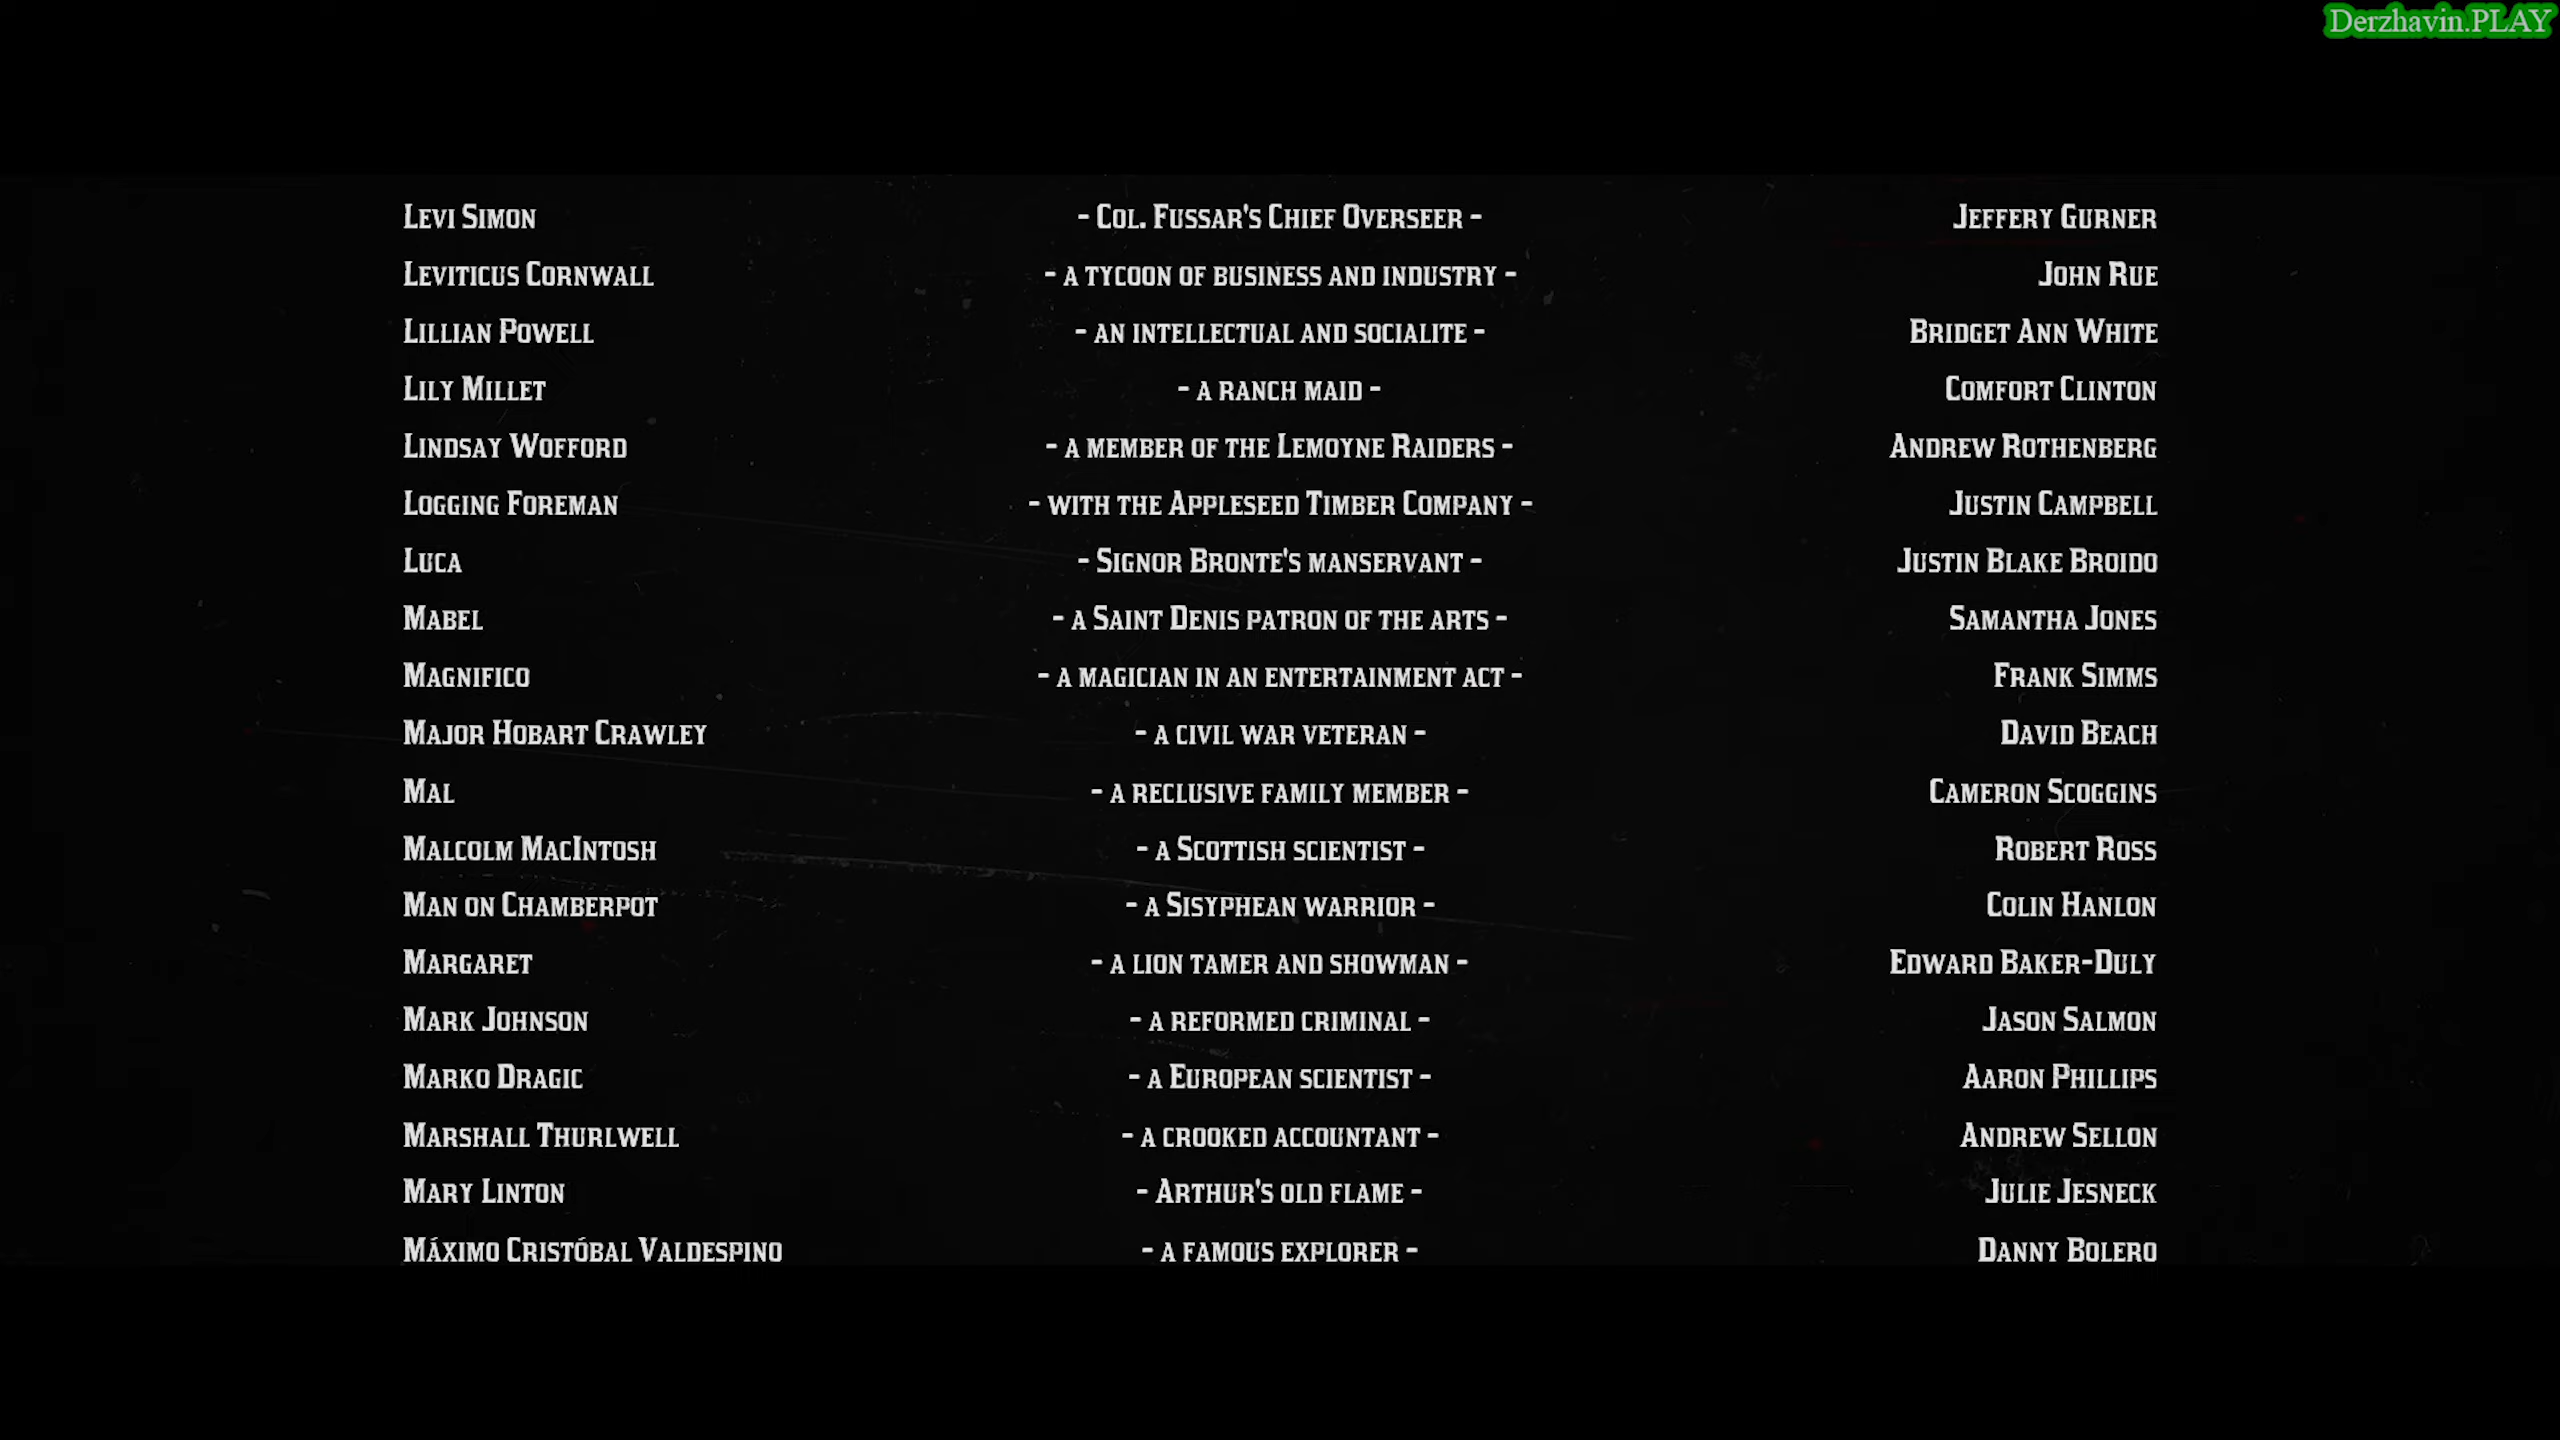 Derzhavin.PLAY
Levi Simon - Col. Fussar's Chief Overseer - Jeffery Gurner
Leviticus Cornwall - a tycoon of business and industry - John Rue
Lillian Powell - an intellectual and socialite - Bridget Ann White
Lily Millet - a ranch maid - Comfort Clinton
Lindsay Wofford - a member of the Lemoyne Raiders - Andrew Rothenberg
Logging Foreman - with the Appleseed Timber Company - Justin Campbell
Luca - Signor Bronte's manservant - Justin Blake Broido
Mabel - a Saint Denis patron of the arts - Samantha Jones
Magnifico - a magician in an entertainment act - Frank Simms
Major Hobart Crawley - a civil war veteran - David Beach
Mal - a reclusive family member - Cameron Scoggins
Malcolm MacIntosh - a Scottish scientist - Robert Ross
Man on Chamberpot - a Sisyphean warrior - Colin Hanlon
Margaret - a lion tamer and showman - Edward Baker-Duly
Mark Johnson - a reformed criminal - Jason Salmon
Marko Dragic - a European scientist - Aaron Phillips
Marshall Thurlwell - a crooked accountant - Andrew Sellon
Mary Linton - Arthur's old flame - Julie Jesneck
Máximo Cristóbal Valdespino - a famous explorer - Danny Bolero